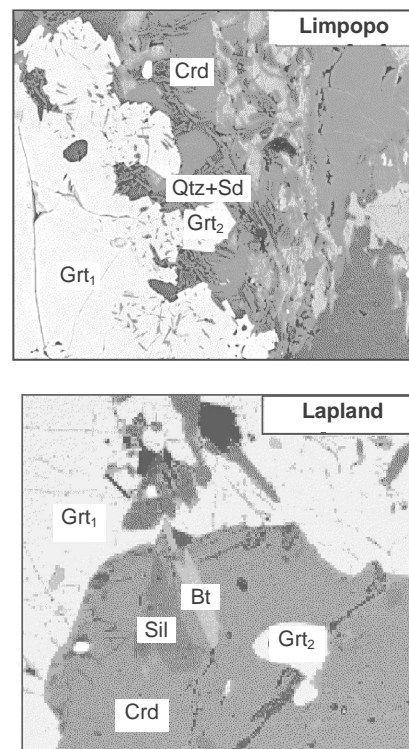 Limpopo
Crd
Qtz+Sd
Grt₂
Grt₁
Lapland
Grt₁
Bt
Sil
Grt₂
Crd